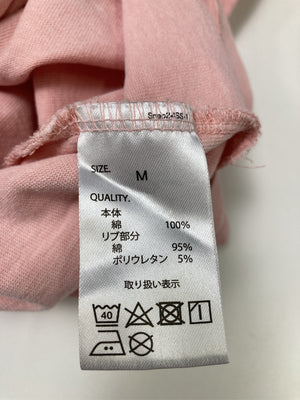 SIZE. M
QUALITY.
本体
綿 100%
リブ部分
綿 95%
ポリウレタン 5%
取り扱い表示
40